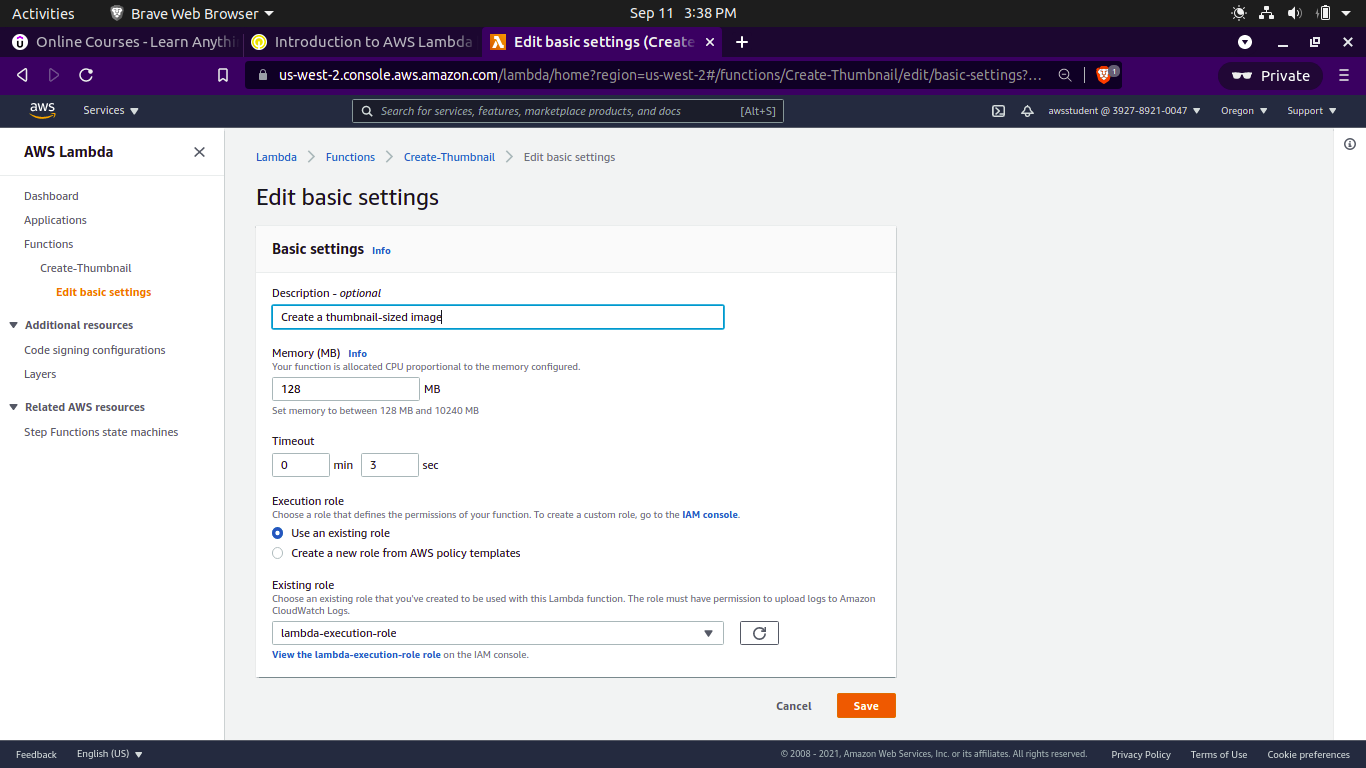 Activities
Brave Web Browser
Sep 11 3:38 PM
Online Courses - Learn Anythi
Introduction to AWS Lambda
Edit basic settings (Create
us-west-2.console.aws.amazon.com/lambda/home?region=us-west-2#/functions/Create-Thumbnail/edit/basic-settings?...
1
Private
aws
Services
Search for services, features, marketplace products, and docs
[Alt+S]
awsstudent @ 3927-8921-0047
Oregon
Support
AWS Lambda
Dashboard
Applications
Functions
Create-Thumbnail
Edit basic settings
Additional resources
Code signing configurations
Layers
Related AWS resources
Step Functions state machines
Lambda
Functions
Create-Thumbnail
Edit basic settings
Edit basic settings
Basic settings Info
Description - optional
Create a thumbnail-sized image
Memory (MB) Info
Your function is allocated CPU proportional to the memory configured.
128 MB
Set memory to between 128 MB and 10240 MB
Timeout
0 min 3 sec
Execution role
Choose a role that defines the permissions of your function. To create a custom role, go to the IAM console.
Use an existing role
Create a new role from AWS policy templates
Existing role
Choose an existing role that you've created to be used with this Lambda function. The role must have permission to upload logs to Amazon
CloudWatch Logs.
lambda-execution-role
View the lambda-execution-role role on the IAM console.
Cancel
Save
Feedback
English (US)
© 2008 - 2021, Amazon Web Services, Inc. or its affiliates. All rights reserved.
Privacy Policy
Terms of Use
Cookie preferences